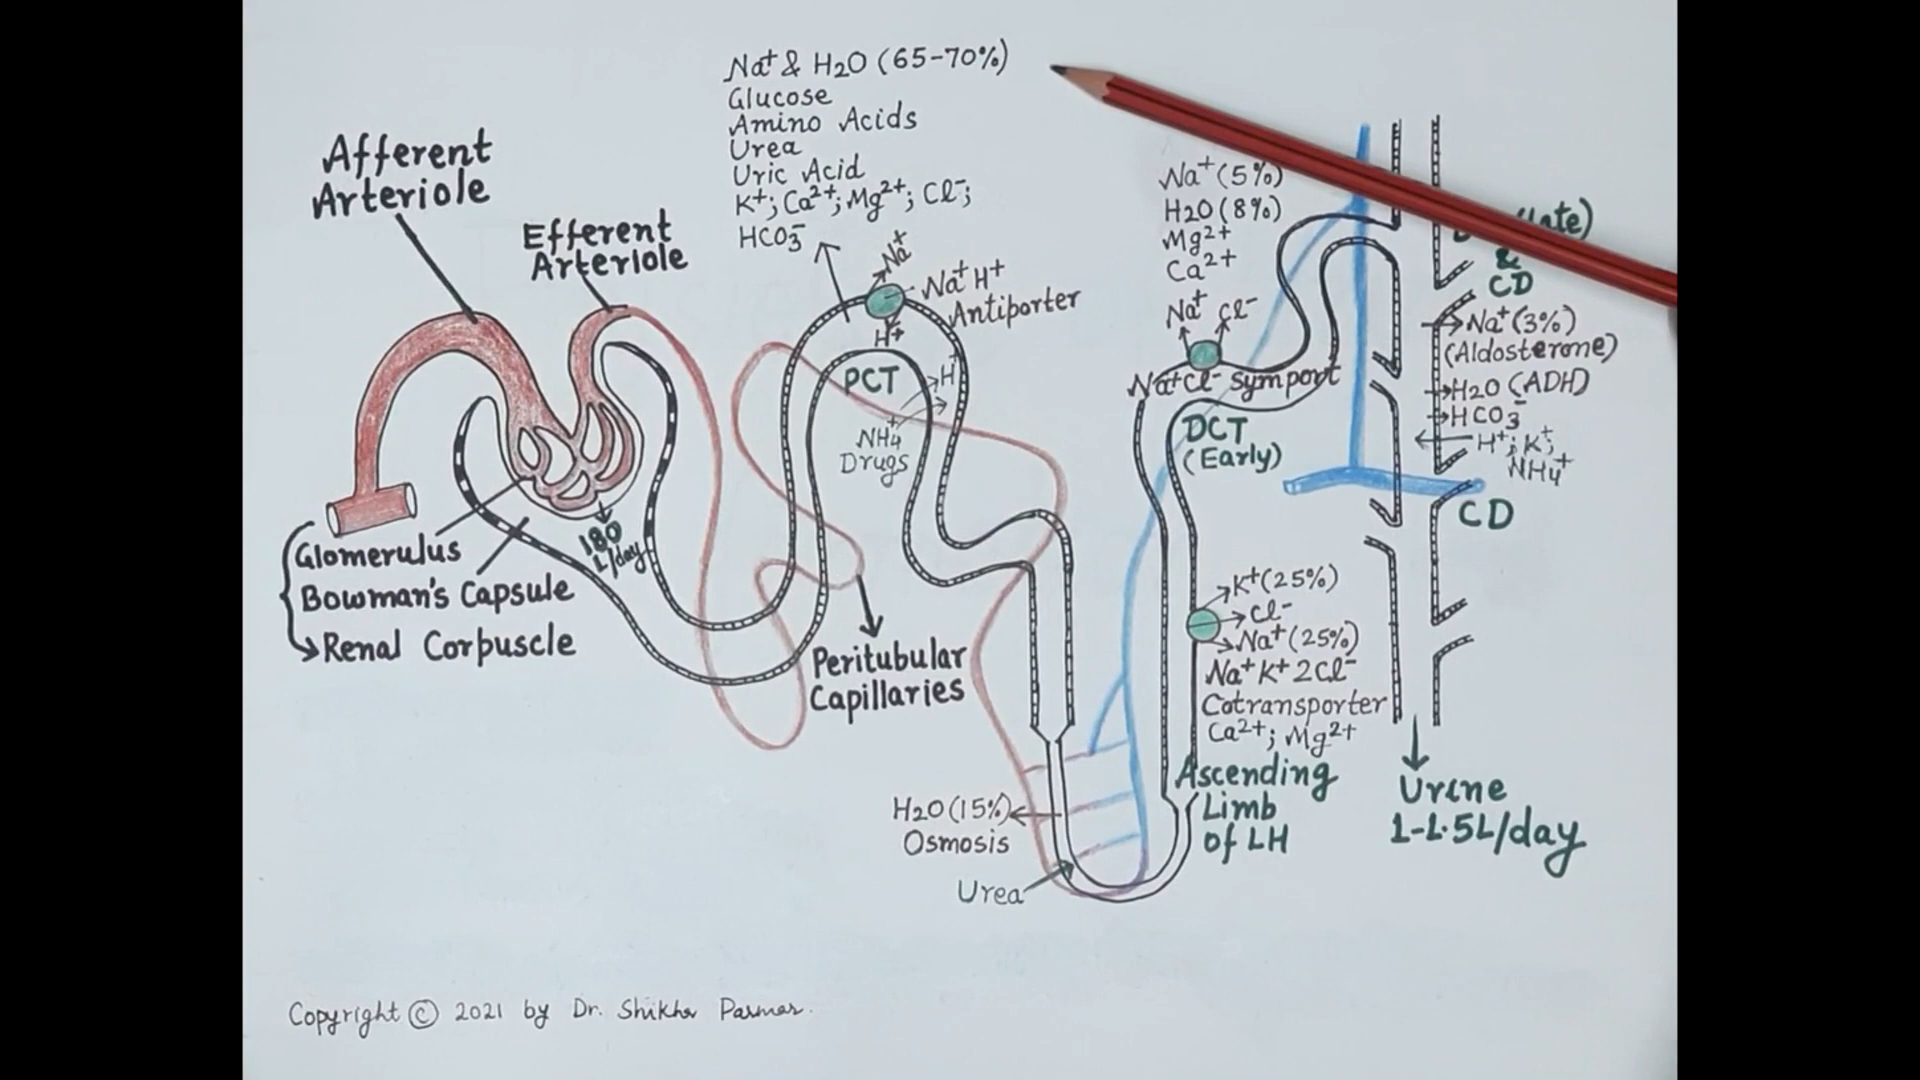 Afferent
Arteriole
Efferent
Arteriole
Na+ & H2O (65-70%)
Glucose
Amino Acids
Urea
Uric Acid
K+; Ca2+; Mg2+; Cl-;
HCO3-
Na+
Na+ H+
Antiporter
H+
PCT
H+
NH4+
Drugs
Glomerulus
Bowman's Capsule
Renal Corpuscle
180
L/day
Peritubular
Capillaries
H2O (15%)
Osmosis
Urea
Na+ (5%)
H2O (8%)
Mg2+
Ca2+
Na+ Cl-
Na+Cl- symport
DCT
(Early)
K+ (25%)
Cl-
Na+ (25%)
Na+ K+ 2Cl-
Cotransporter
Ca2+; Mg2+
Ascending
Limb
of LH
&
CD
Na+ (3%)
(Aldosterone)
H2O (ADH)
HCO3-
H+; K+;
NH4+
CD
Urine
1-1.5L/day
Copyright © 2021 by Dr. Shikha Parmar.